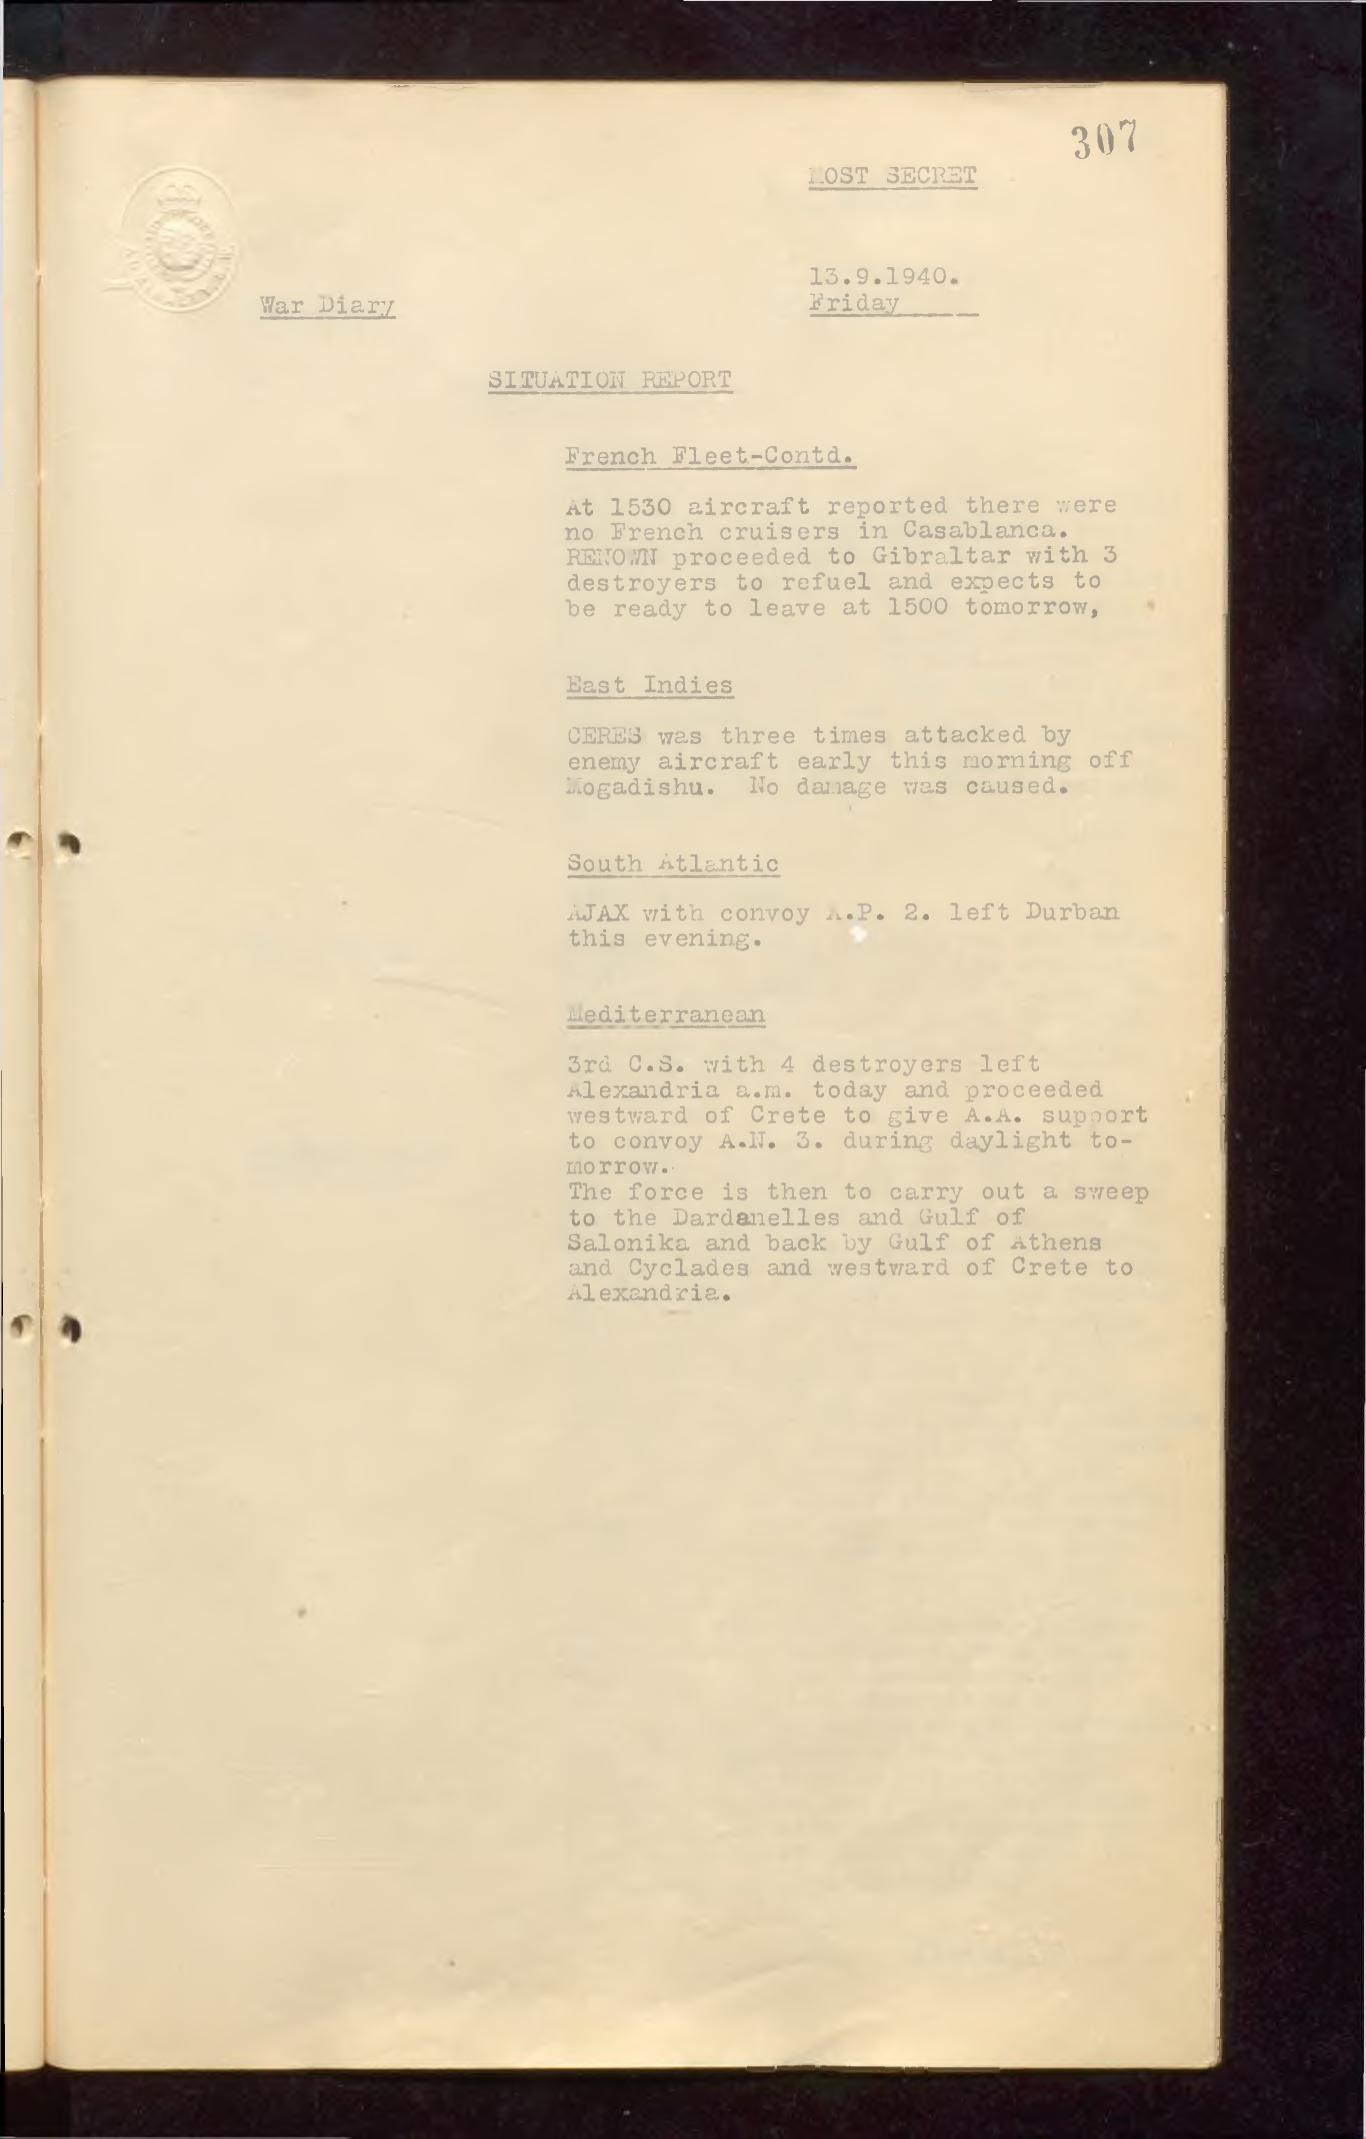 307
MOST SECRET
13.9.1940.
War Diary
Friday
SITUATION REPORT
French Fleet-Contd.
At 1530 aircraft reported there were
no French cruisers in Casablanca.
RENOWN proceeded to Gibraltar with 3
destroyers to refuel and expects to
be ready to leave at 1500 tomorrow,
East Indies
CERES was three times attacked by
enemy aircraft early this morning off
Mogadishu. No damage was caused.
South Atlantic
AJAX with convoy A.P. 2. left Durban
this evening.
Mediterranean
3rd C.S. with 4 destroyers left
Alexandria a.m. today and proceeded
westward of Crete to give A.A. support
to convoy A.N. 3. during daylight to-
morrow.
The force is then to carry out a sweep
to the Dardanelles and Gulf of
Salonika and back by Gulf of Athens
and Cyclades and westward of Crete to
Alexandria.